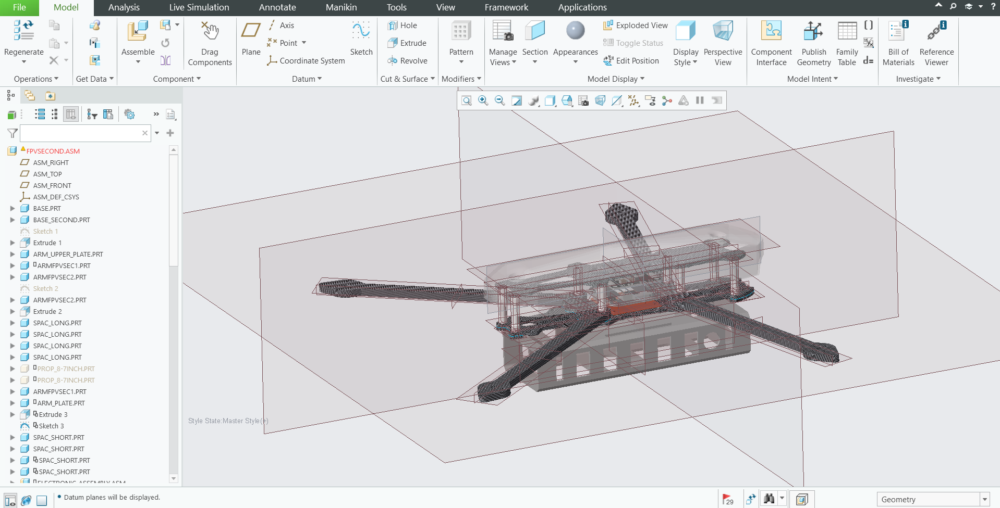 File Model Analysis Live Simulation Annotate Manikin Tools View Framework Applications
Regenerate
Operations
Get Data
Assemble
Drag Components
Component
Plane
Axis
Point
Coordinate System
Sketch
Datum
Hole
Extrude
Revolve
Cut & Surface
Pattern
Modifiers
Manage Views
Section
Appearances
Exploded View
Toggle Status
Edit Position
Display Style
Perspective View
Model Display
Component Interface
Publish Geometry
Family Table
Model Intent
Bill of Materials
Reference Viewer
Investigate
FPVSECOND.ASM
ASM_RIGHT
ASM_TOP
ASM_FRONT
ASM_DEF_CSYS
BASE.PRT
BASE_SECOND.PRT
Sketch 1
Extrude 1
ARM_UPPER_PLATE.PRT
ARMFPVSEC1.PRT
ARMFPVSEC2.PRT
Sketch 2
ARMFPVSEC2.PRT
Extrude 2
SPAC_LONG.PRT
SPAC_LONG.PRT
SPAC_LONG.PRT
SPAC_LONG.PRT
PROP_8-7INCH.PRT
PROP_8-7INCH.PRT
ARMFPVSEC1.PRT
ARM_PLATE.PRT
Extrude 3
Sketch 3
SPAC_SHORT.PRT
SPAC_SHORT.PRT
SPAC_SHORT.PRT
SPAC_SHORT.PRT
ELECTRONIC_ASSEMBLY.ASM
Style State:Master Style(+)
• Datum planes will be displayed.
29
Geometry